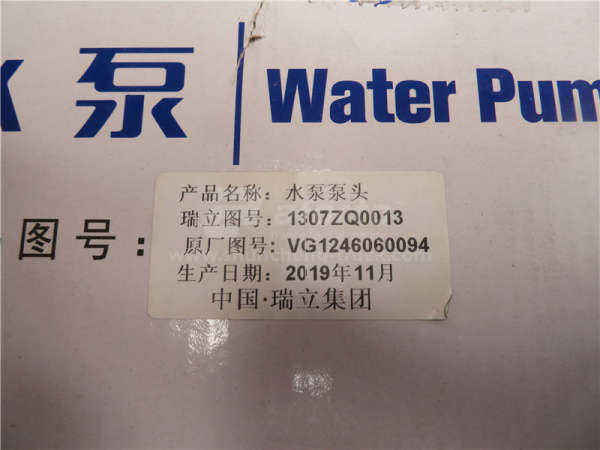 泵 Water Pum
图号:
产品名称: 水泵泵头
瑞立图号: 1307ZQ0013
原厂图号: VG1246060094
生产日期: 2019年11月
中国·瑞立集团